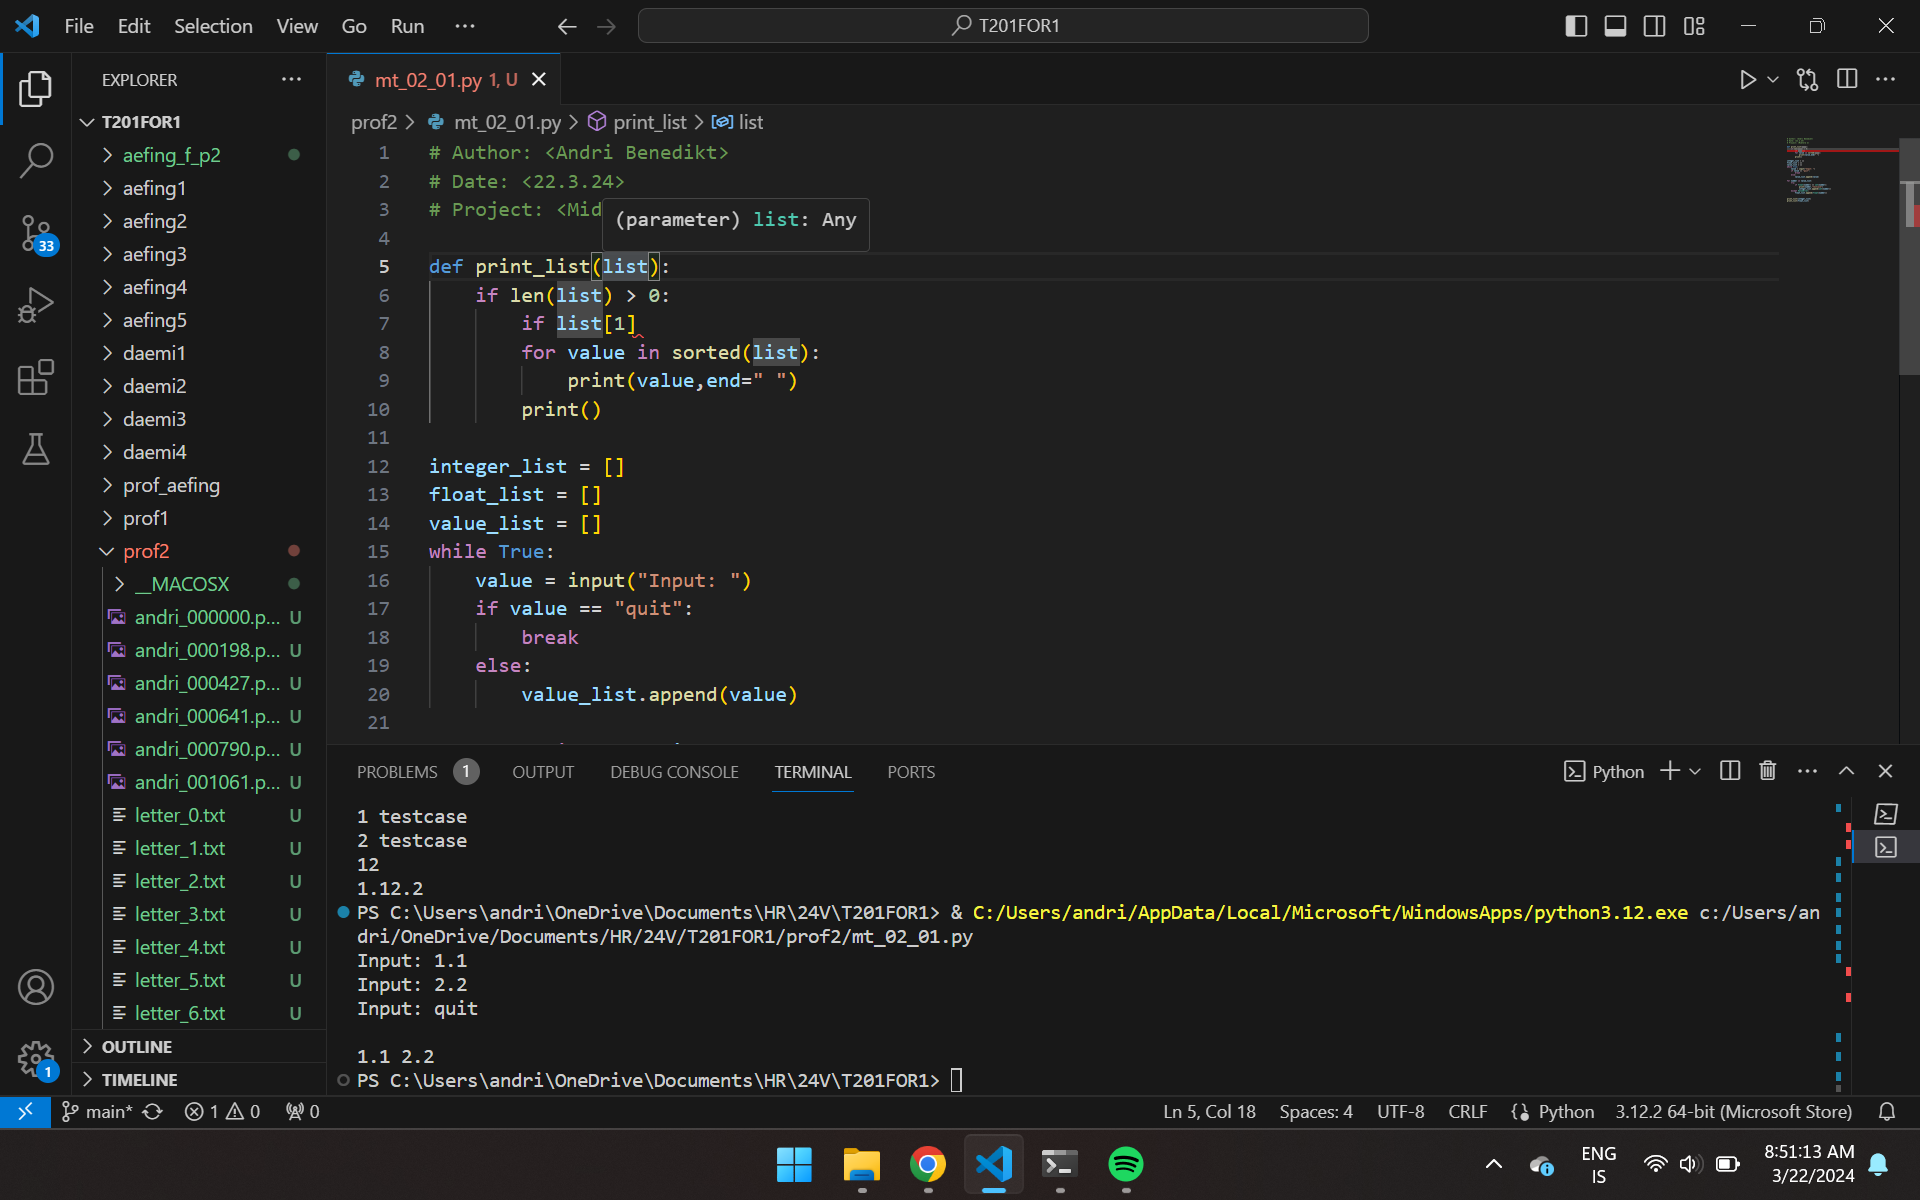 File Edit Selection View Go Run ··· T201FOR1
EXPLORER ···
T201FOR1
aefing_f_p2
aefing1
aefing2
aefing3
aefing4
aefing5
daemi1
daemi2
daemi3
daemi4
prof_aefing
prof1
prof2
__MACOSX
andri_000000.p... U
andri_000198.p... U
andri_000427.p... U
andri_000641.p... U
andri_000790.p... U
andri_001061.p... U
letter_0.txt U
letter_1.txt U
letter_2.txt U
letter_3.txt U
letter_4.txt U
letter_5.txt U
letter_6.txt U
OUTLINE
TIMELINE
33
1
mt_02_01.py 1, U
prof2 > mt_02_01.py > print_list > list
1 # Author: <Andri Benedikt>
2 # Date: <22.3.24>
3 # Project: <Mid
(parameter) list: Any
4
5 def print_list(list):
6 if len(list) > 0:
7 if list[1]
8 for value in sorted(list):
9 print(value,end=" ")
10 print()
11
12 integer_list = []
13 float_list = []
14 value_list = []
15 while True:
16 value = input("Input: ")
17 if value == "quit":
18 break
19 else:
20 value_list.append(value)
21
PROBLEMS 1 OUTPUT DEBUG CONSOLE TERMINAL PORTS Python
1 testcase
2 testcase
12
1.12.2
PS C:\Users\andri\OneDrive\Documents\HR\24V\T201FOR1> & C:/Users/andri/AppData/Local/Microsoft/WindowsApps/python3.12.exe c:/Users/an
dri/OneDrive/Documents/HR/24V/T201FOR1/prof2/mt_02_01.py
Input: 1.1
Input: 2.2
Input: quit
1.1 2.2
PS C:\Users\andri\OneDrive\Documents\HR\24V\T201FOR1>
main* 1 0 0 Ln 5, Col 18 Spaces: 4 UTF-8 CRLF Python 3.12.2 64-bit (Microsoft Store)
ENG
IS
8:51:13 AM
3/22/2024